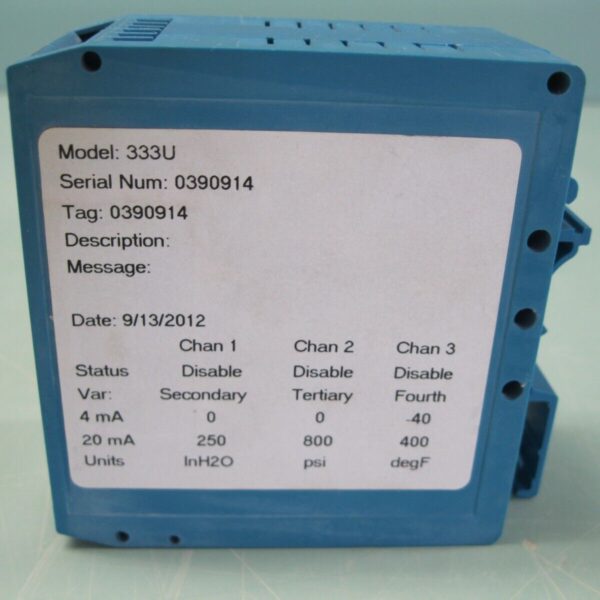 Model: 333U
Serial Num: 0390914
Tag: 0390914
Description:
Message:
Date: 9/13/2012
Chan 1 Chan 2 Chan 3
Status Disable Disable Disable
Var: Secondary Tertiary Fourth
4 mA 0 0 -40
20 mA 250 800 400
Units InH2O psi degF